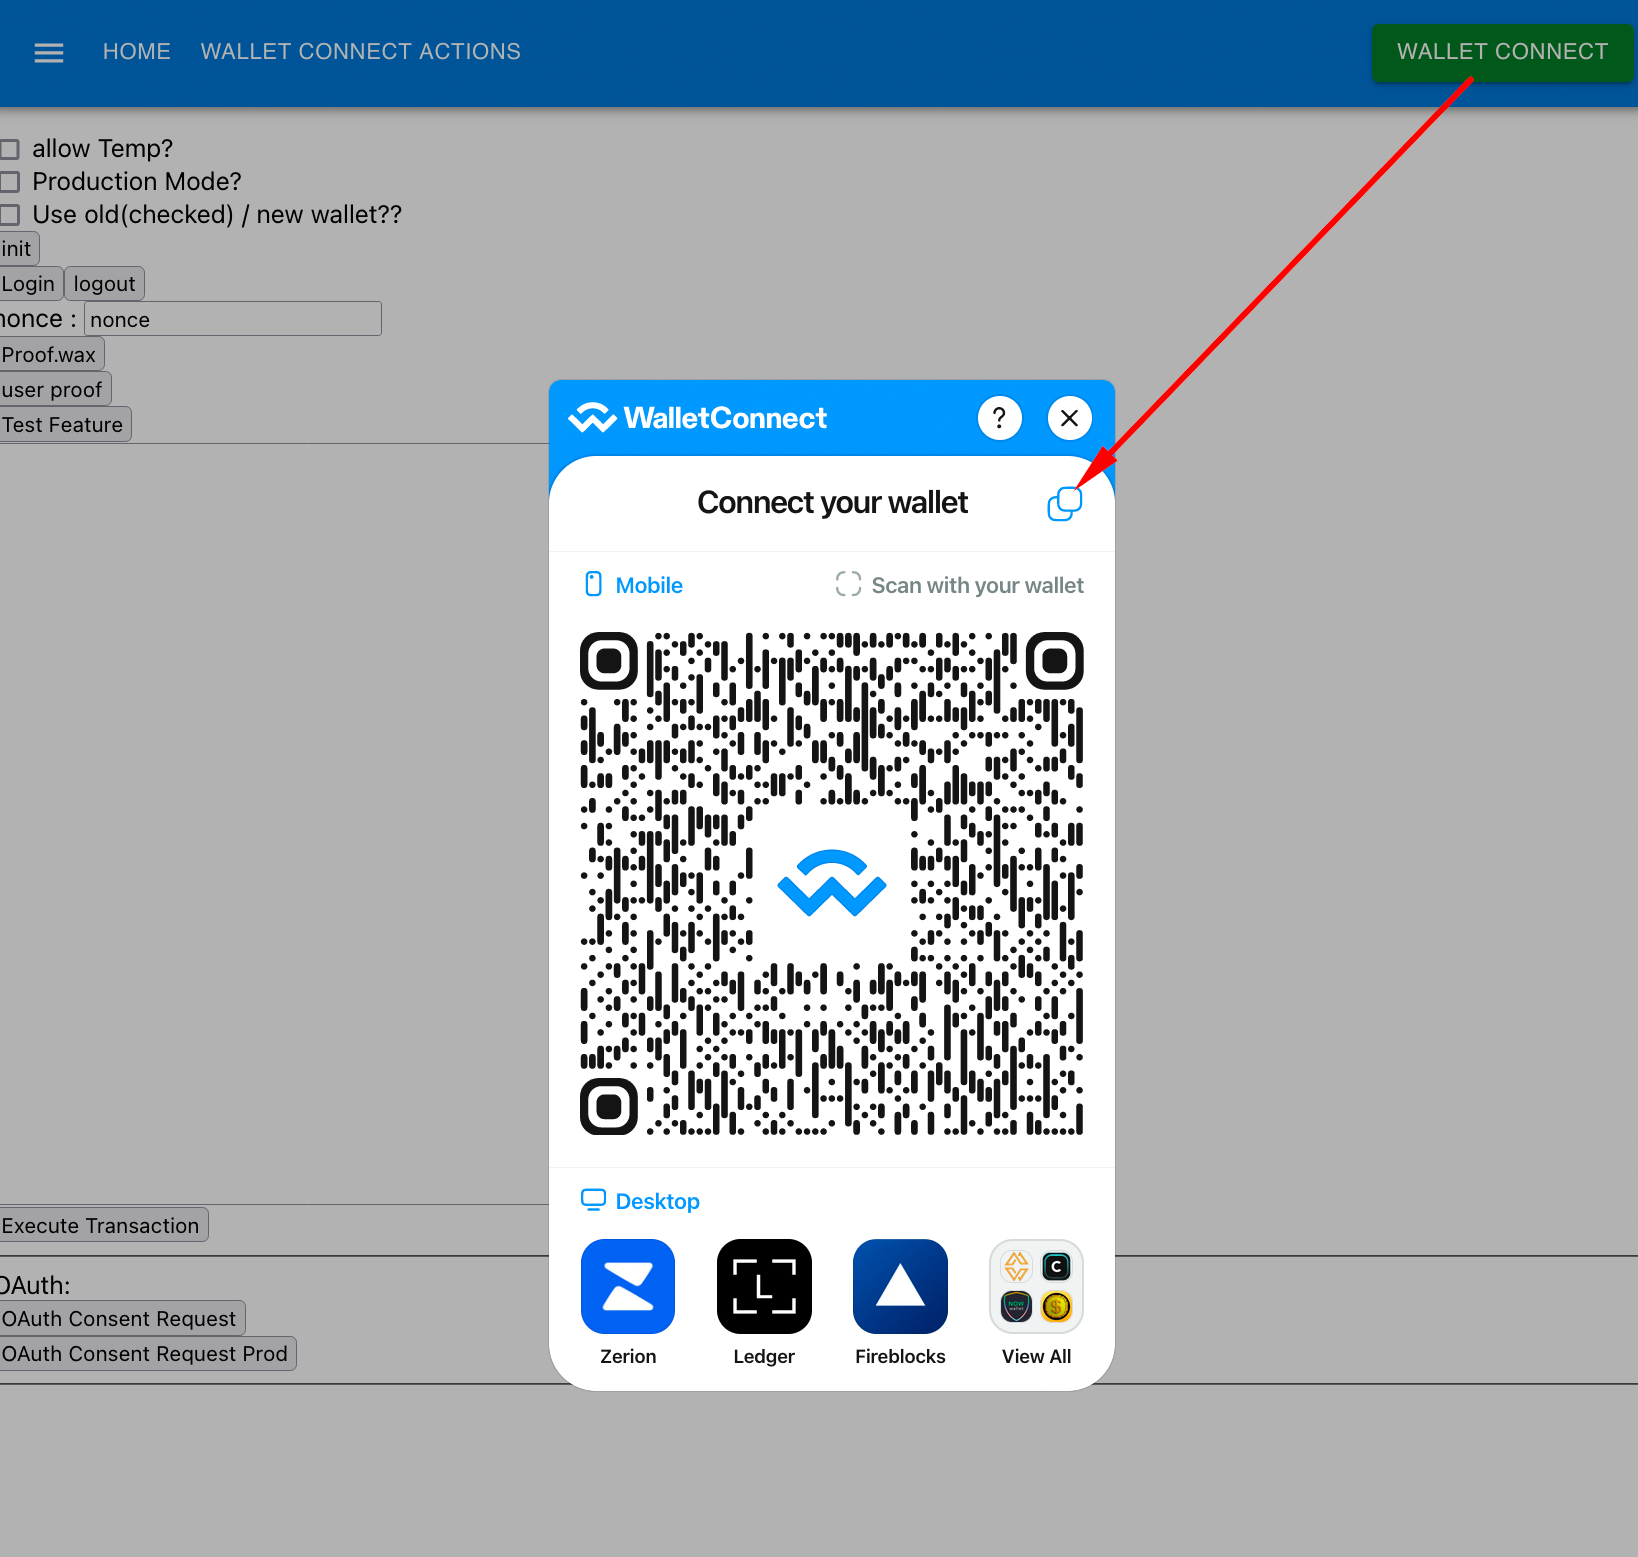 HOME WALLET CONNECT ACTIONS WALLET CONNECT
allow Temp?
Production Mode?
Use old(checked) / new wallet??
init
Login logout
nonce : nonce
Proof.wax
user proof
Test Feature
WalletConnect ?
Connect your wallet
Mobile Scan with your wallet
Desktop
Execute Transaction
L
C
NOW
wallet
$
Zerion Ledger Fireblocks View All
OAuth:
OAuth Consent Request
OAuth Consent Request Prod